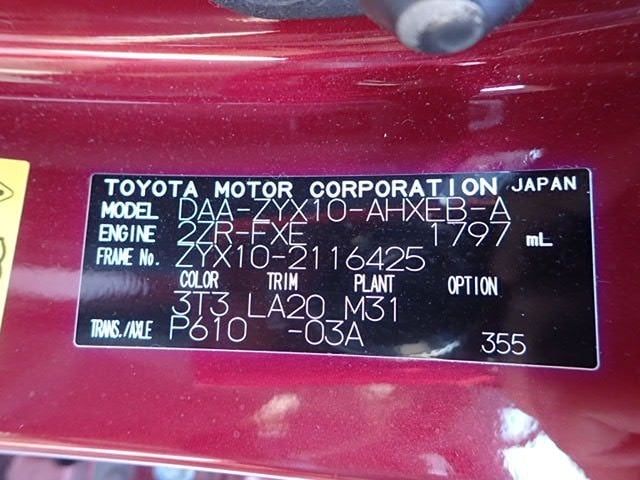 TOYOTA MOTOR CORPORATION JAPAN
MODEL DAA-ZYX10-AHXEB-A
ENGINE 2ZR-FXE 1797 mL
FRAME No. ZYX10-2116425
COLOR TRIM PLANT OPTION
3T3 LA20 M31
TRANS./AXLE P610 -03A 355